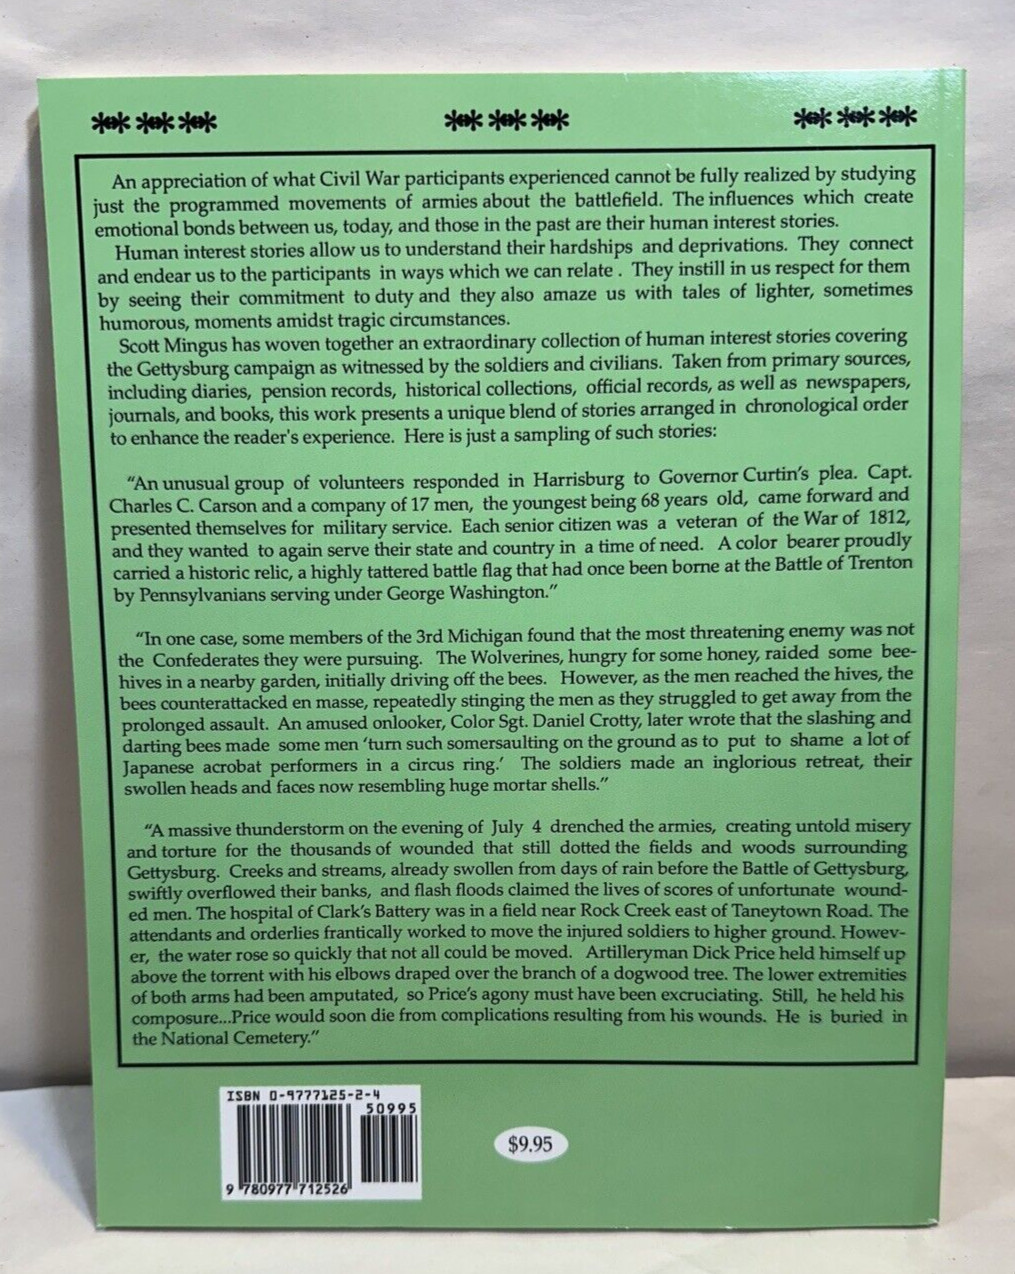 An appreciation of what Civil War participants experienced cannot be fully realized by studying
just the programmed movements of armies about the battlefield. The influences which create
emotional bonds between us, today, and those in the past are their human interest stories.
Human interest stories allow us to understand their hardships and deprivations. They connect
and endear us to the participants in ways which we can relate . They instill in us respect for them
by seeing their commitment to duty and they also amaze us with tales of lighter, sometimes
humorous, moments amidst tragic circumstances.
Scott Mingus has woven together an extraordinary collection of human interest stories covering
the Gettysburg campaign as witnessed by the soldiers and civilians. Taken from primary sources,
including diaries, pension records, historical collections, official records, as well as newspapers,
journals, and books, this work presents a unique blend of stories arranged in chronological order
to enhance the reader's experience. Here is just a sampling of such stories:
“An unusual group of volunteers responded in Harrisburg to Governor Curtin’s plea. Capt.
Charles C. Carson and a company of 17 men, the youngest being 68 years old, came forward and
presented themselves for military service. Each senior citizen was a veteran of the War of 1812,
and they wanted to again serve their state and country in a time of need. A color bearer proudly
carried a historic relic, a highly tattered battle flag that had once been borne at the Battle of Trenton
by Pennsylvanians serving under George Washington.”
“In one case, some members of the 3rd Michigan found that the most threatening enemy was not
the Confederates they were pursuing. The Wolverines, hungry for some honey, raided some bee-
hives in a nearby garden, initially driving off the bees. However, as the men reached the hives, the
bees counterattacked en masse, repeatedly stinging the men as they struggled to get away from the
prolonged assault. An amused onlooker, Color Sgt. Daniel Crotty, later wrote that the slashing and
darting bees made some men ‘turn such somersaulting on the ground as to put to shame a lot of
Japanese acrobat performers in a circus ring.’ The soldiers made an inglorious retreat, their
swollen heads and faces now resembling huge mortar shells.”
“A massive thunderstorm on the evening of July 4 drenched the armies, creating untold misery
and torture for the thousands of wounded that still dotted the fields and woods surrounding
Gettysburg. Creeks and streams, already swollen from days of rain before the Battle of Gettysburg,
swiftly overflowed their banks, and flash floods claimed the lives of scores of unfortunate wound-
ed men. The hospital of Clark’s Battery was in a field near Rock Creek east of Taneytown Road. The
attendants and orderlies frantically worked to move the injured soldiers to higher ground. Howev-
er, the water rose so quickly that not all could be moved. Artilleryman Dick Price held himself up
above the torrent with his elbows draped over the branch of a dogwood tree. The lower extremities
of both arms had been amputated, so Price’s agony must have been excruciating. Still, he held his
composure...Price would soon die from complications resulting from his wounds. He is buried in
the National Cemetery.”
ISBN 0-9777125-2-4
50995
9 780977 712526
$9.95